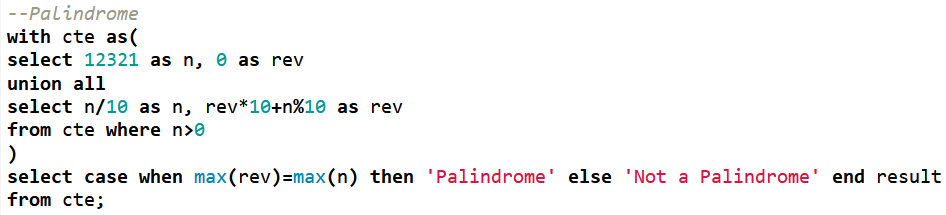 --Palindrome
with cte as(
select 12321 as n, 0 as rev
union all
select n/10 as n, rev*10+n%10 as rev
from cte where n>0
)
select case when max(rev)=max(n) then 'Palindrome' else 'Not a Palindrome' end result
from cte;